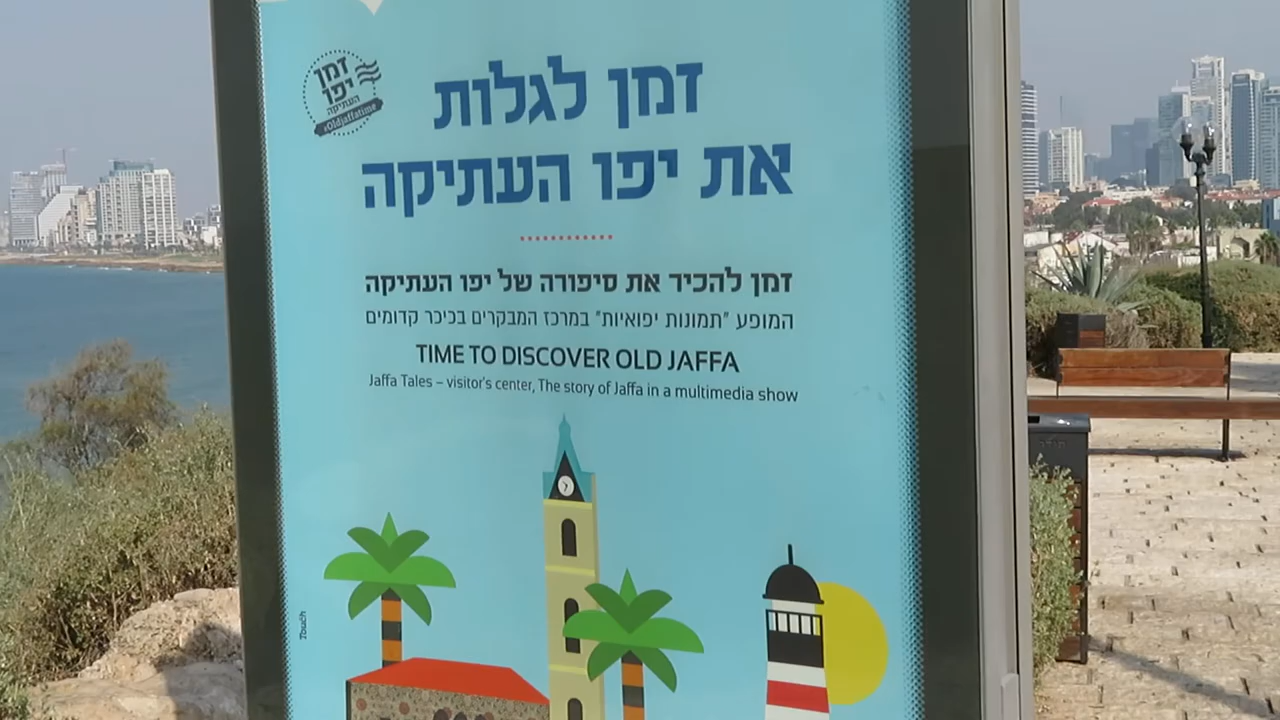 זמן
יפו
העתיקה
#Oldjaffatime
זמן לגלות
את יפו העתיקה
זמן להכיר את סיפורה של יפו העתיקה
המופע "תמונות יפואיות" במרכז המבקרים בכיכר קדומים
TIME TO DISCOVER OLD JAFFA
Jaffa Tales – visitor's center, The story of Jaffa in a multimedia show
Touch